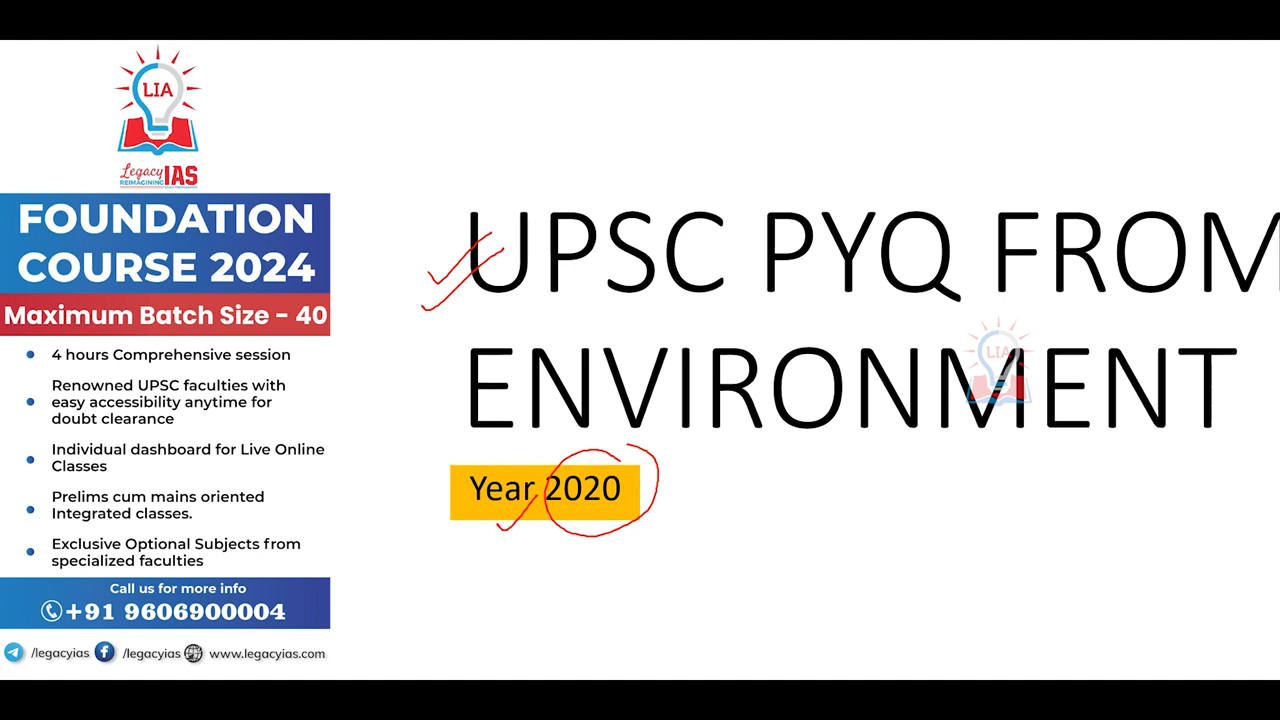 LIA
Legacy IAS
REIMAGINING
FOUNDATION
COURSE 2024
Maximum Batch Size - 40
4 hours Comprehensive session
Renowned UPSC faculties with
easy accessibility anytime for
doubt clearance
Individual dashboard for Live Online
Classes
Prelims cum mains oriented
Integrated classes.
Exclusive Optional Subjects from
specialized faculties
Call us for more info
+91 9606900004
/legacyias /legacyias www.legacyias.com
UPSC PYQ FROM
ENVIRONMENT
LIA
Year 2020